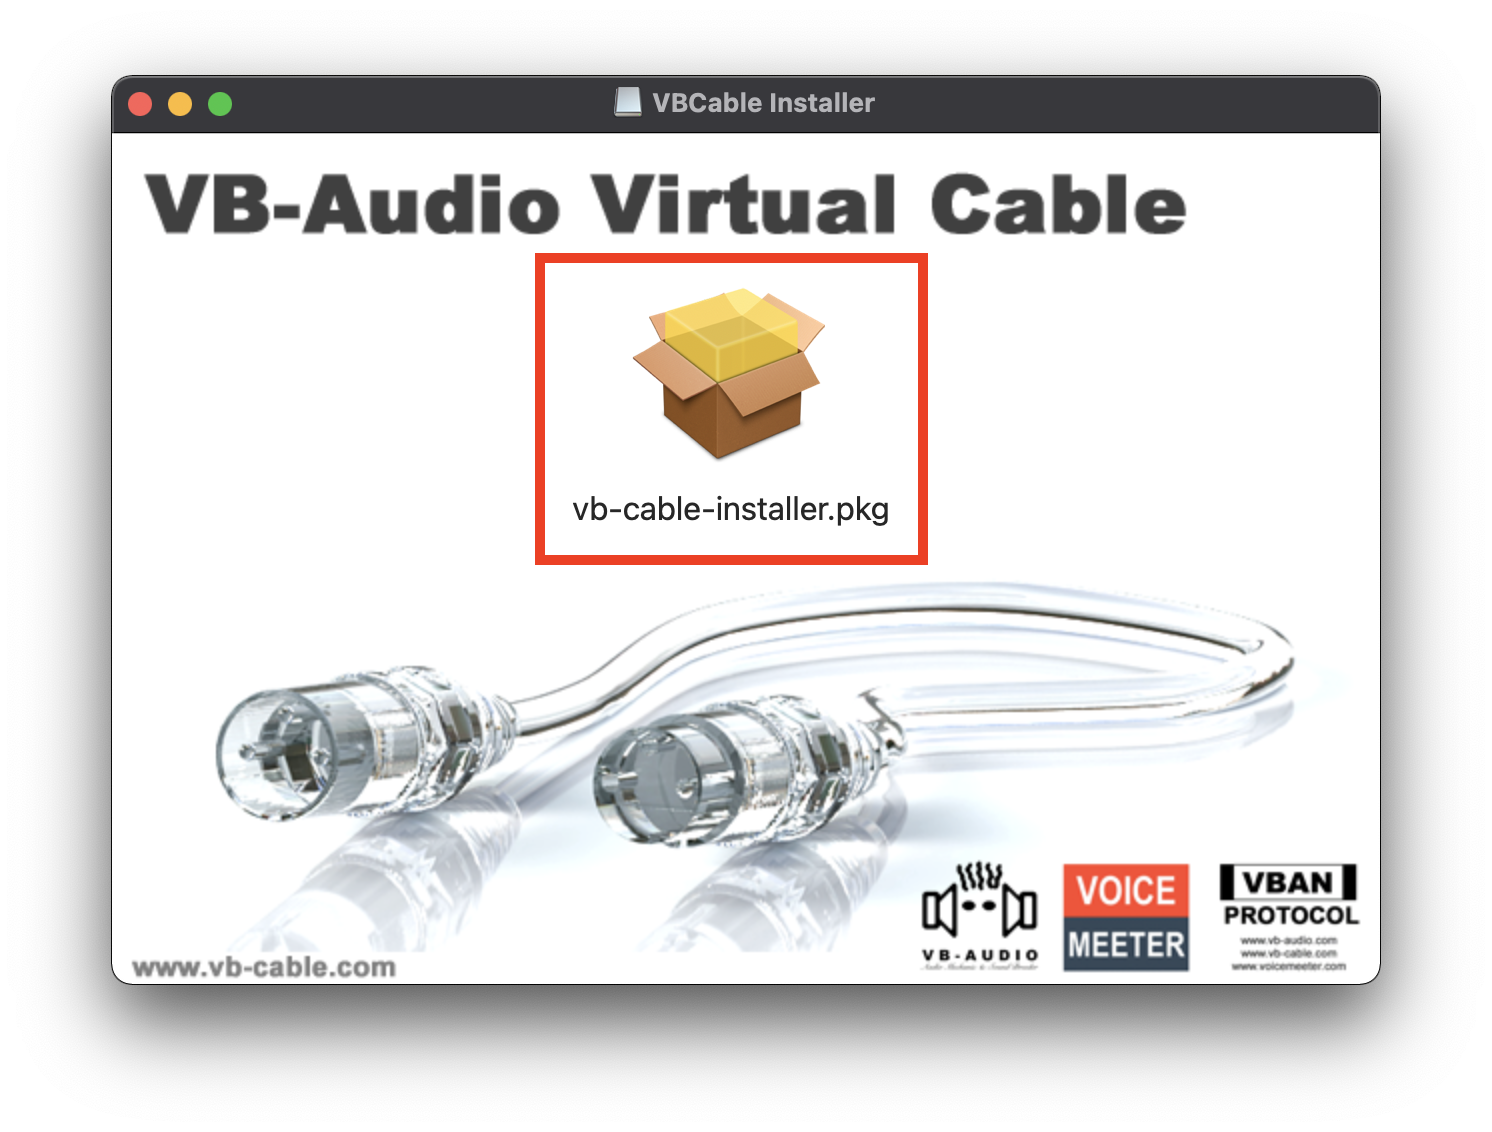 VBCable Installer
VB-Audio Virtual Cable
vb-cable-installer.pkg
VB-AUDIO
VOICE
MEETER
VBAN
PROTOCOL
www.vb-audio.com
www.vb-cable.com
www.voicemeeter.com
www.vb-cable.com